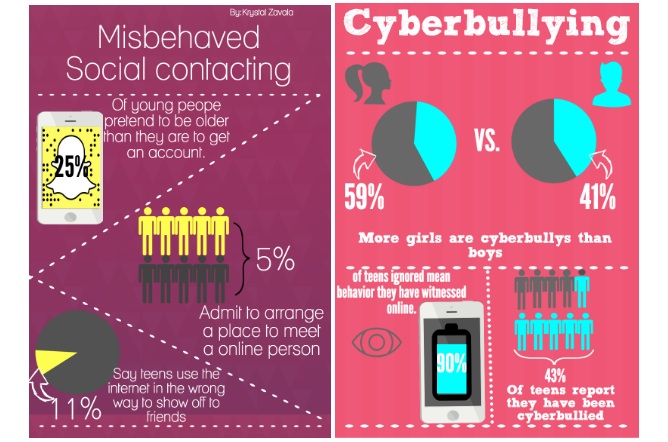 By:Krystal Zavala
Misbehaved
Social contacting
Of young peope
pretend to be older
than they are to get
an account.
25%
5%
Admit to arrange
a place to meet
a online person
Say teens use the
internet in the wrong
way to show off to
friends
11%
Cyberbullying
VS.
59%
41%
More girls are cyberbullys than
boys
of teens ignored mean
behavior they have witnessed
online.
90%
43%
Of teens report
they have been
cyberbullied